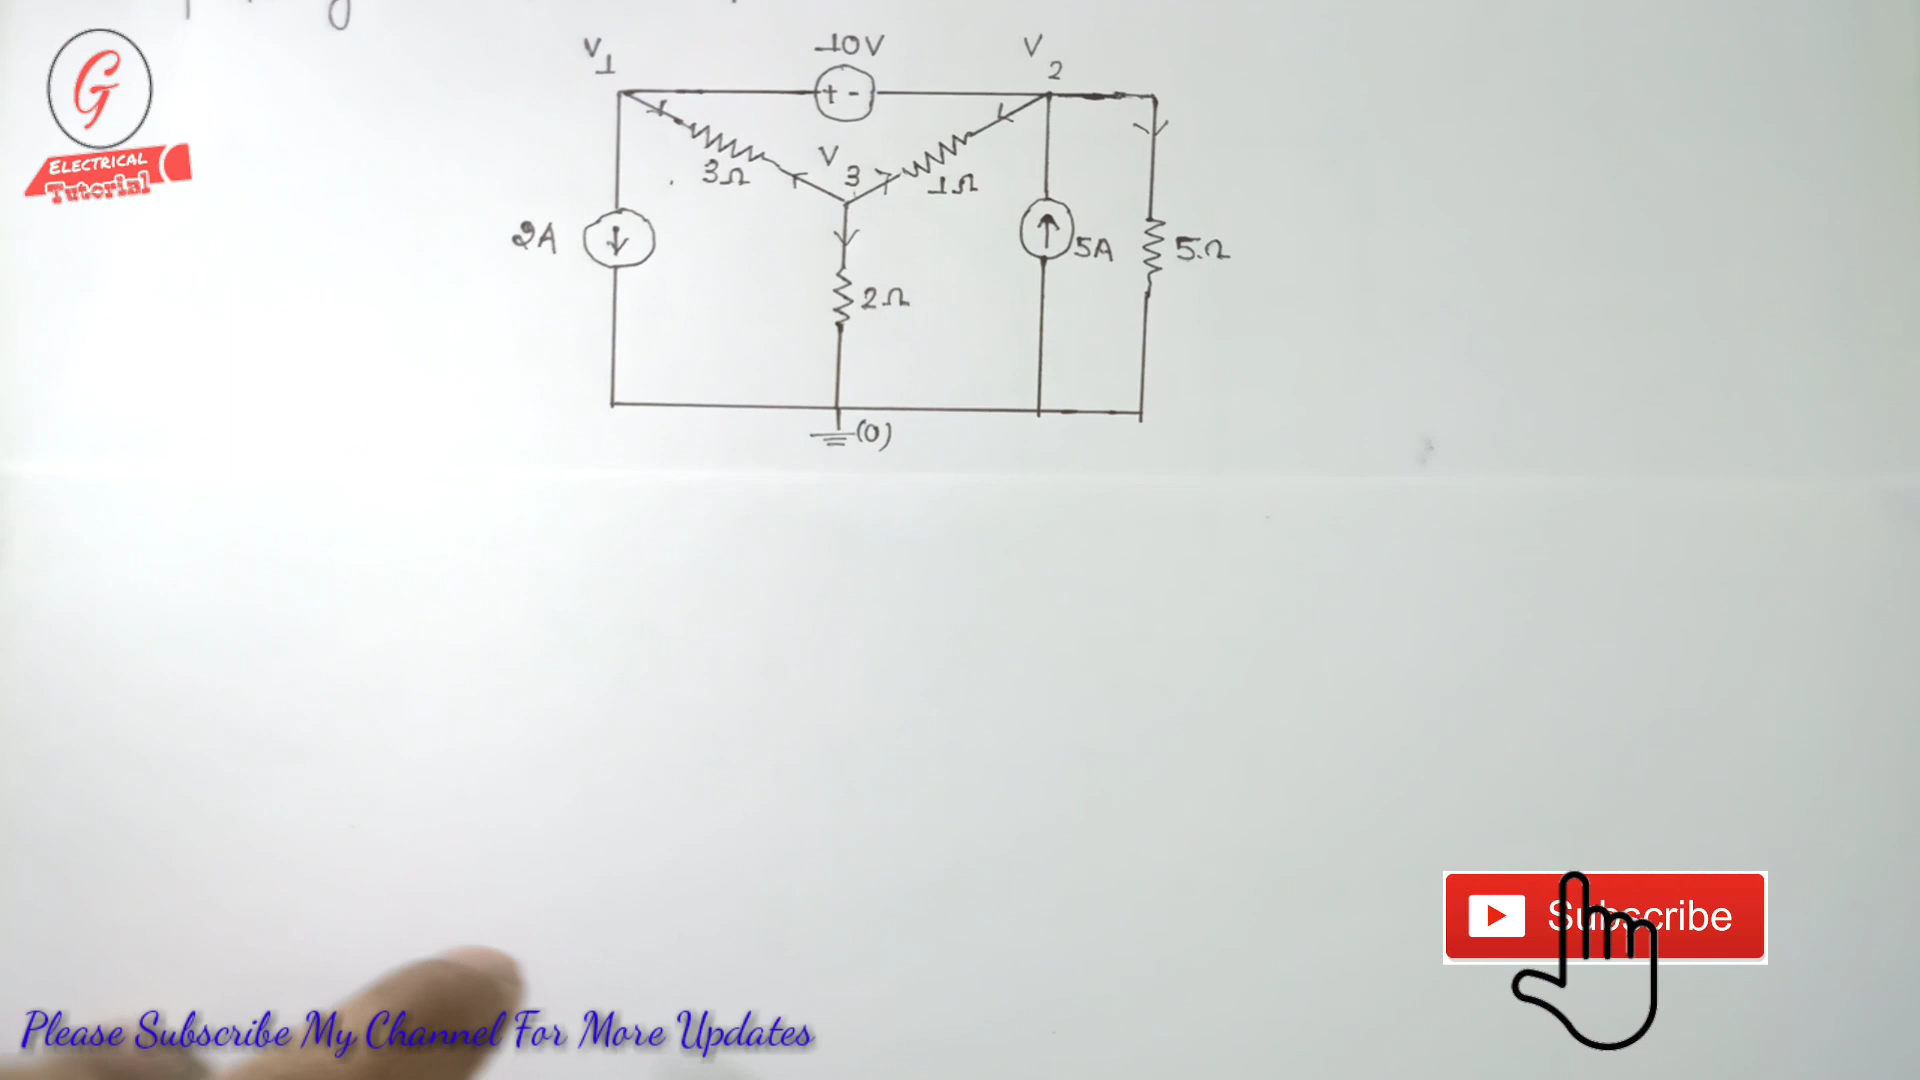 G
ELECTRICAL
Tutorial
V1
10V
V2
+ -
3Ω
V3
1Ω
2A
5A
5Ω
2Ω
(0)
Subscribe
Please Subscribe My Channel For More Updates